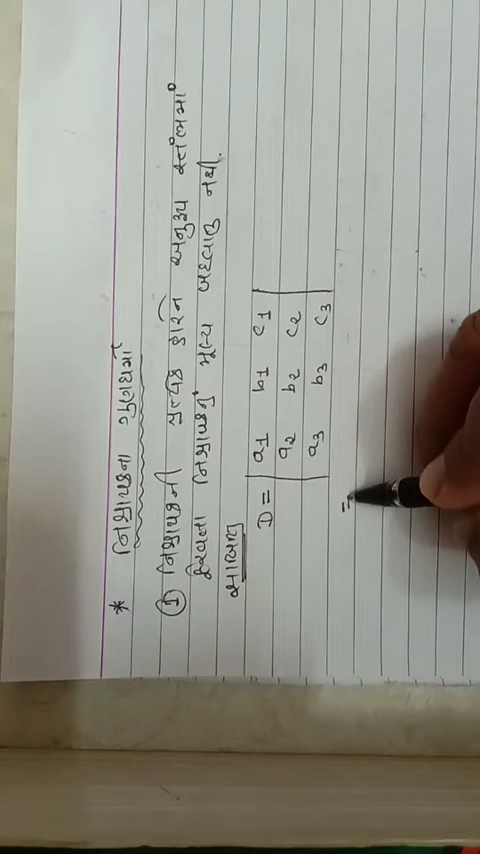 * નિશ્ચાયકના ગુણધર્મો
① નિશ્ચાયકની પ્રત્યેક હારને અનુરૂપ સ્તંભમાં
ફેરવતા નિશ્ચાયકનું મૂલ્ય બદલાતુ નથી.
સાબિતી
D = | a1 b1 c1 |
| a2 b2 c2 |
| a3 b3 c3 |
=